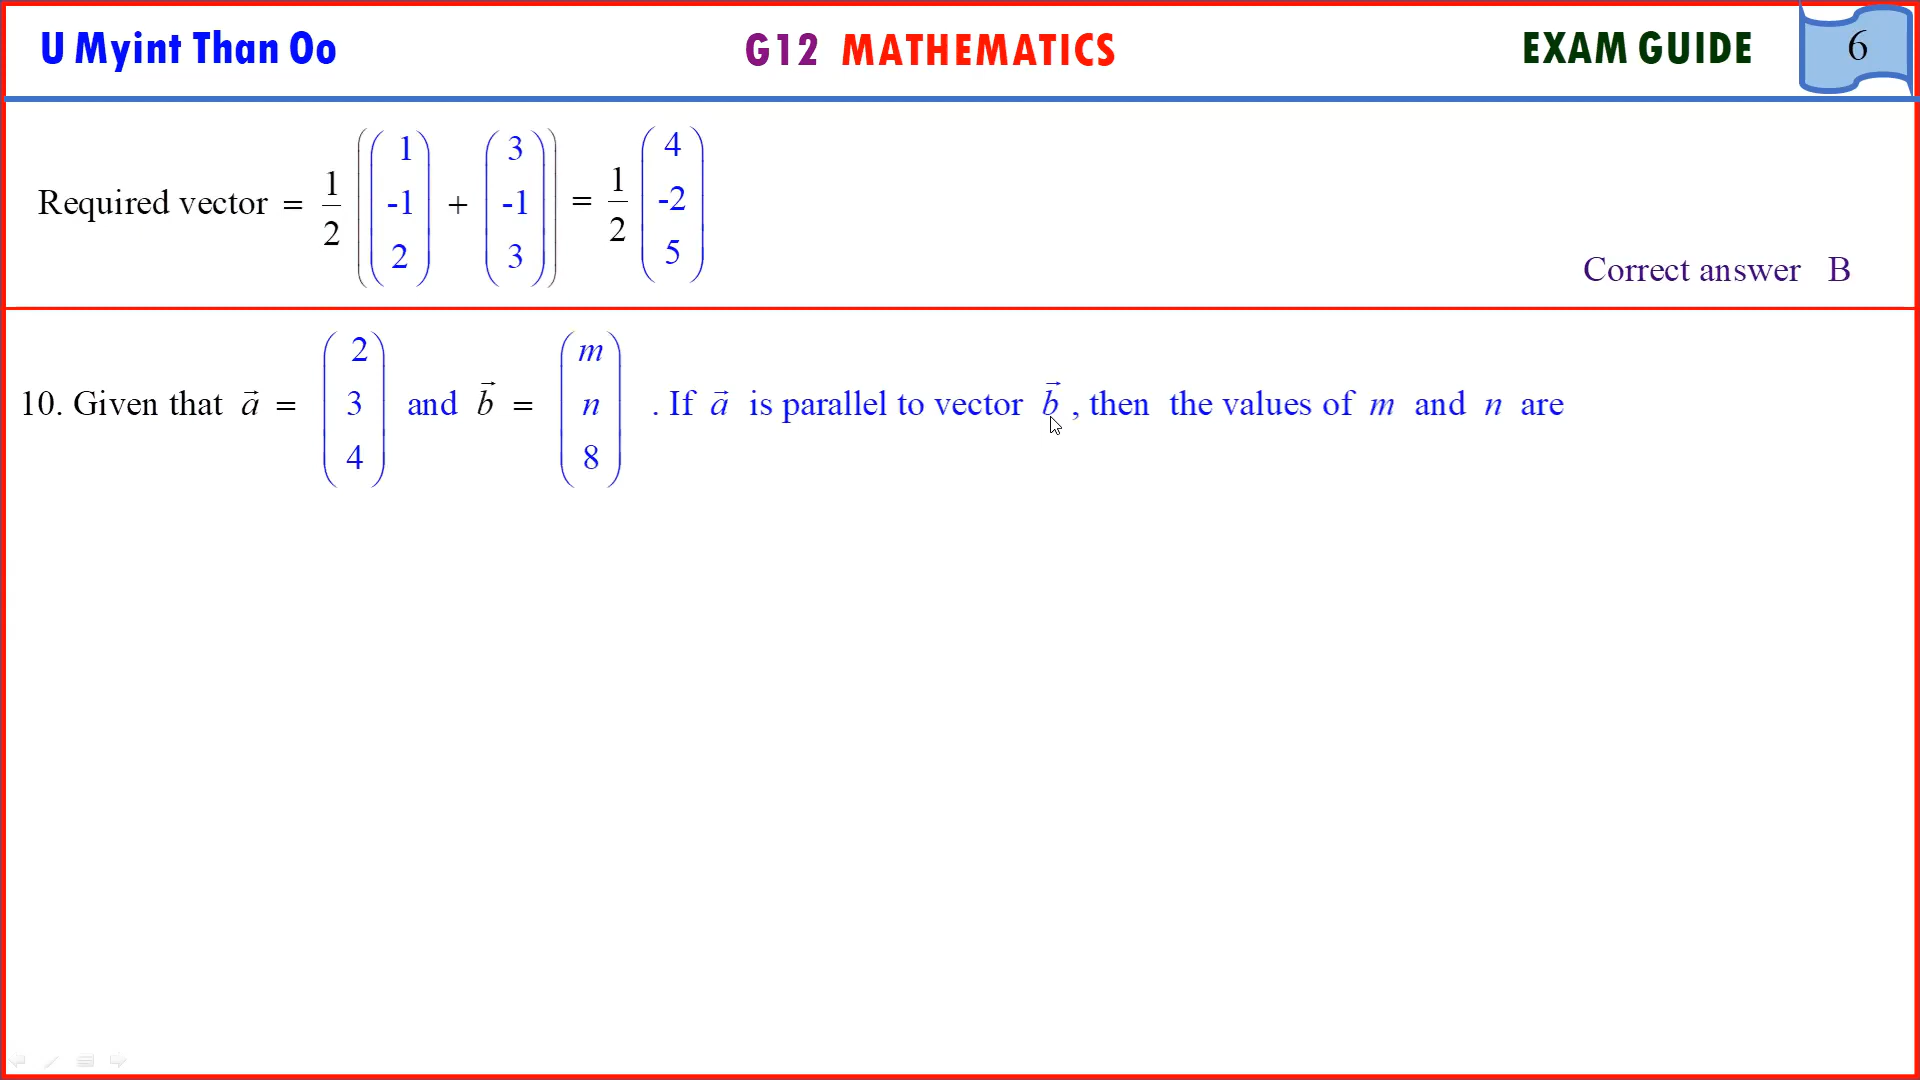 U Myint Than Oo
G12 MATHEMATICS
EXAM GUIDE
6
Required vector = 1/2 ( (1 -1 2) + (3 -1 3) ) = 1/2 (4 -2 5)
Correct answer B
10. Given that a⃗ = (2 3 4) and b⃗ = (m n 8) . If a⃗ is parallel to vector b⃗ , then the values of m and n are